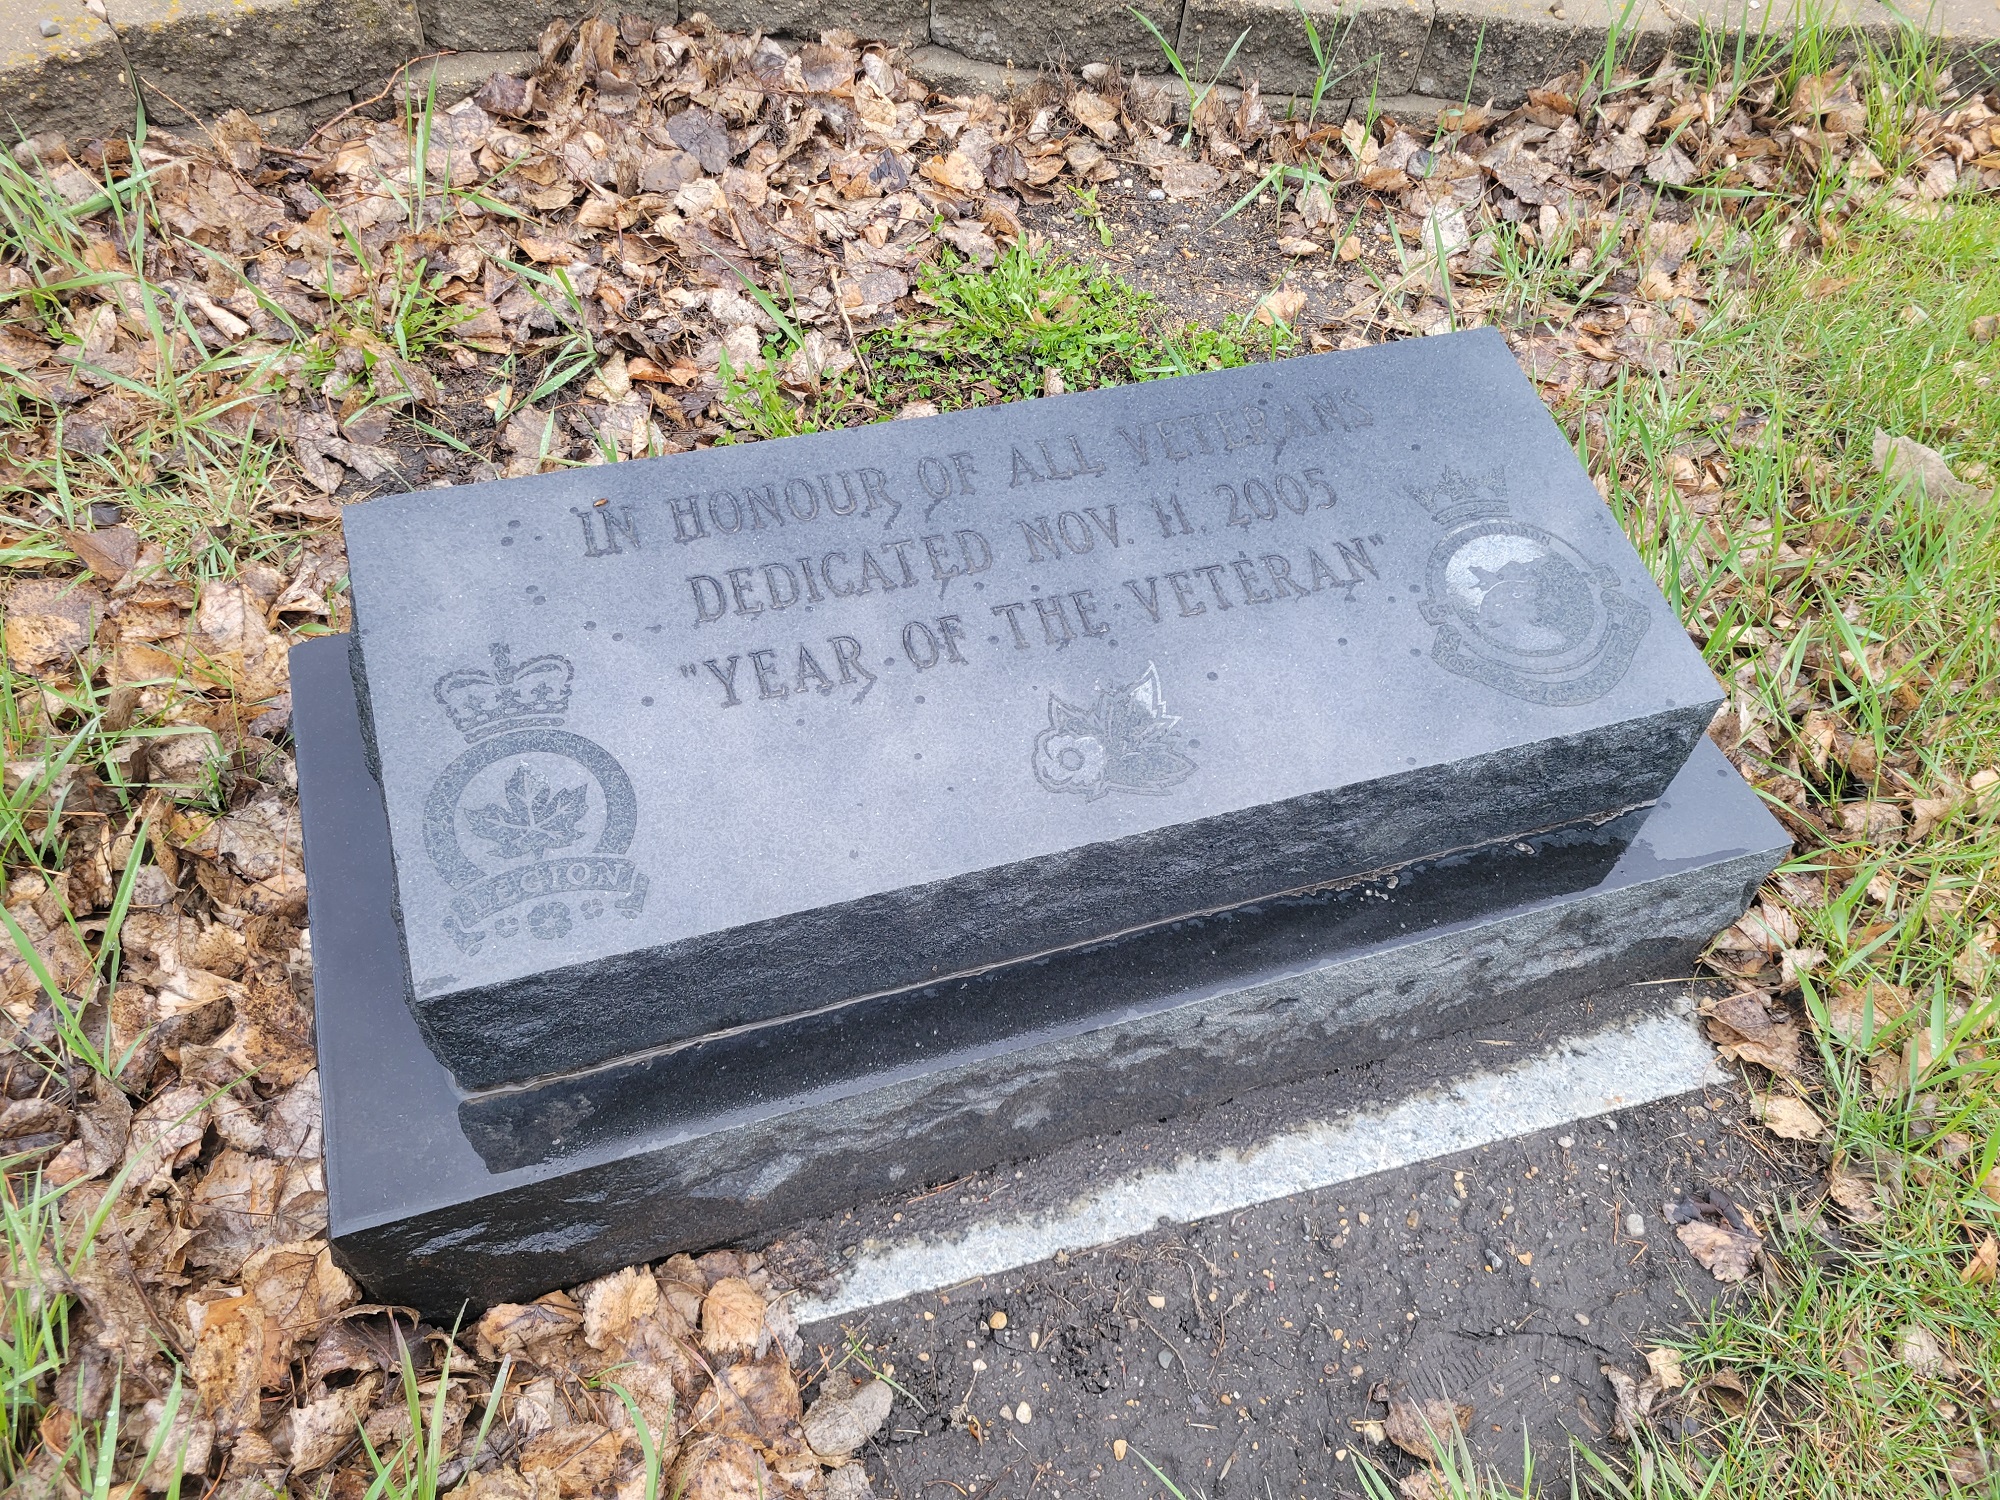 IN HONOUR OF ALL VETERANS
DEDICATED NOV. 11. 2005
"YEAR OF THE VETERAN"
LEGION